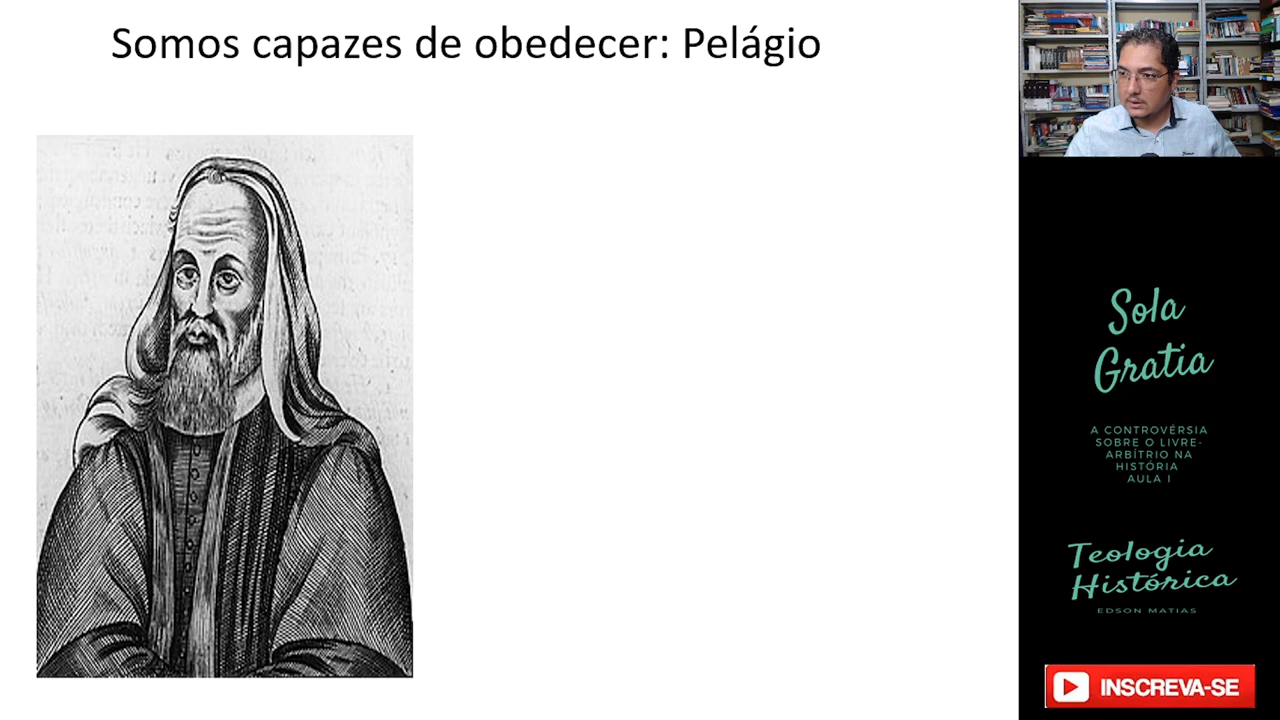 Somos capazes de obedecer: Pelágio
Sola
Gratia
A CONTROVÉRSIA
SOBRE O LIVRE-
ARBÍTRIO NA
HISTÓRIA
AULA I
Teologia
Histórica
EDSON MATIAS
INSCREVA-SE